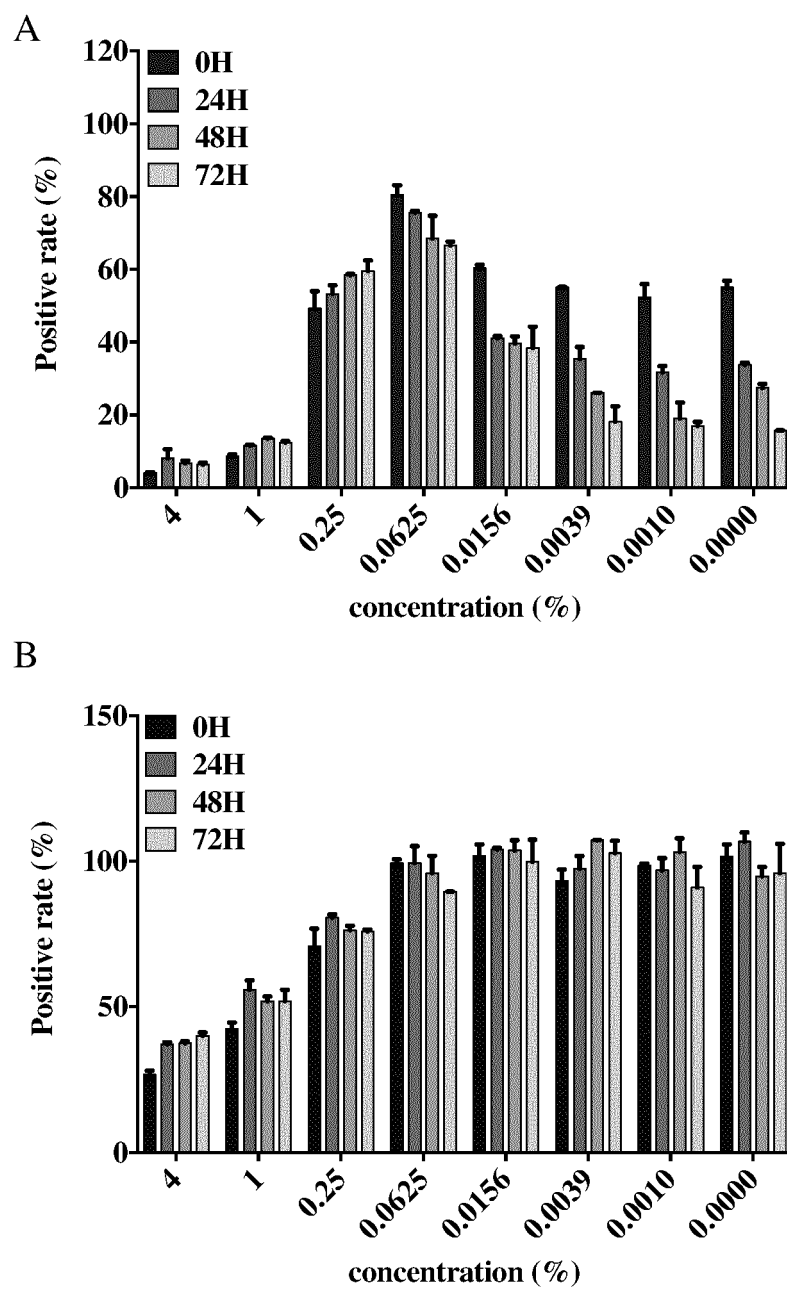 A
120
100
80
60
40
20
0
Positive rate (%)
0H
24H
48H
72H
4
1
0.25
0.0625
0.0156
0.0039
0.0010
0.0000
concentration (%)
B
150
100
50
0
Positive rate (%)
0H
24H
48H
72H
4
1
0.25
0.0625
0.0156
0.0039
0.0010
0.0000
concentration (%)